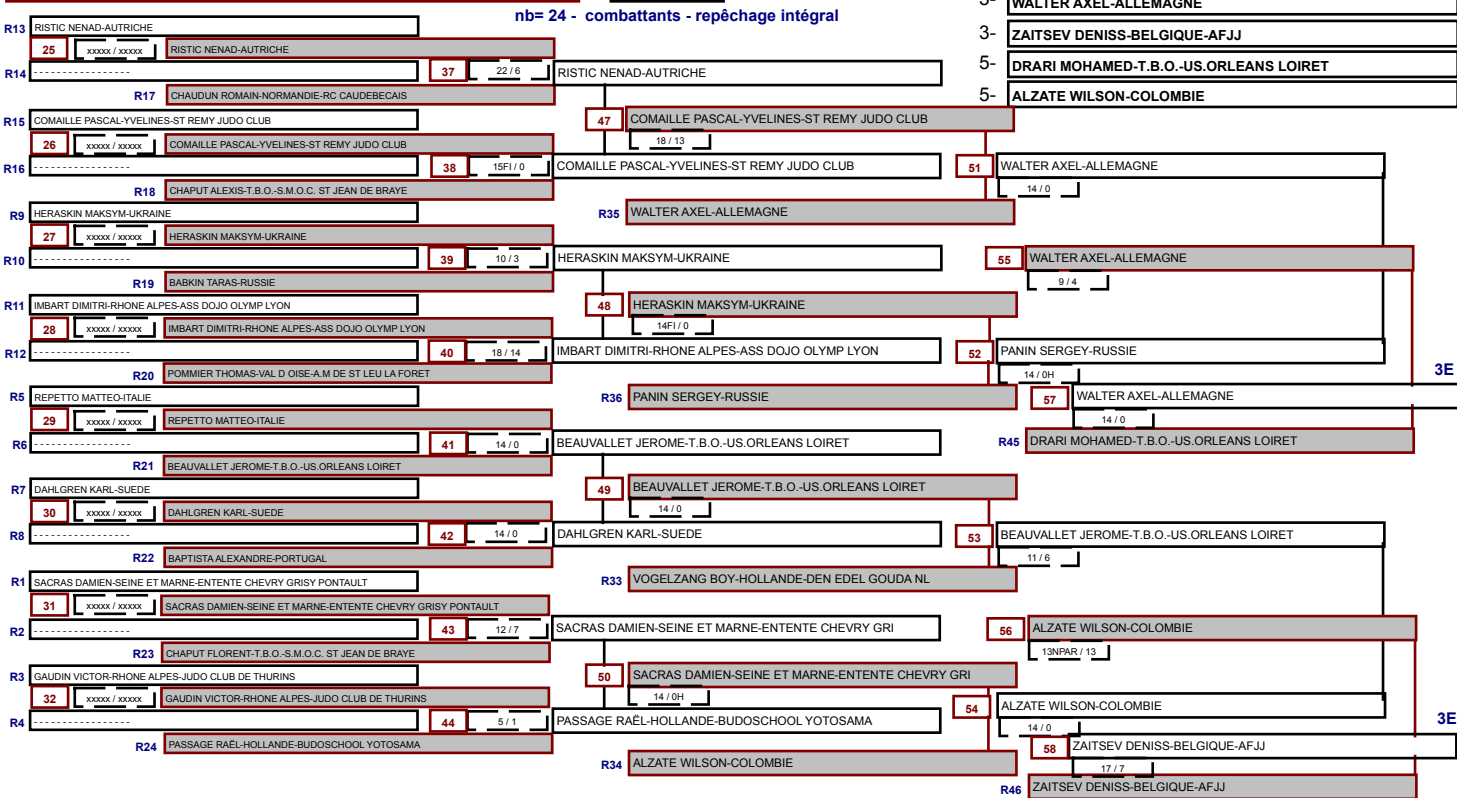 3- WALTER AXEL-ALLEMAGNE
nb= 24 - combattants - repêchage intégral
3- ZAITSEV DENISS-BELGIQUE-AFJJ
5- DRARI MOHAMED-T.B.O.-US.ORLEANS LOIRET
5- ALZATE WILSON-COLOMBIE
R13 RISTIC NENAD-AUTRICHE
25 xxxxx / xxxxx RISTIC NENAD-AUTRICHE
R14 - - - - - - - - - - - - - - - - 37 22 / 6 RISTIC NENAD-AUTRICHE
R17 CHAUDUN ROMAIN-NORMANDIE-RC CAUDEBECAIS
R15 COMAILLE PASCAL-YVELINES-ST REMY JUDO CLUB 47 COMAILLE PASCAL-YVELINES-ST REMY JUDO CLUB
26 xxxxx / xxxxx COMAILLE PASCAL-YVELINES-ST REMY JUDO CLUB 18 / 13
R16 - - - - - - - - - - - - - - - - 38 15FI / 0 COMAILLE PASCAL-YVELINES-ST REMY JUDO CLUB 51 WALTER AXEL-ALLEMAGNE
R18 CHAPUT ALEXIS-T.B.O.-S.M.O.C. ST JEAN DE BRAYE 14 / 0
R9 HERASKIN MAKSYM-UKRAINE R35 WALTER AXEL-ALLEMAGNE
27 xxxxx / xxxxx HERASKIN MAKSYM-UKRAINE
R10 - - - - - - - - - - - - - - - - 39 10 / 3 HERASKIN MAKSYM-UKRAINE 55 WALTER AXEL-ALLEMAGNE
R19 BABKIN TARAS-RUSSIE 9 / 4
R11 IMBART DIMITRI-RHONE ALPES-ASS DOJO OLYMP LYON 48 HERASKIN MAKSYM-UKRAINE
28 xxxxx / xxxxx IMBART DIMITRI-RHONE ALPES-ASS DOJO OLYMP LYON 14FI / 0
R12 - - - - - - - - - - - - - - - - 40 18 / 14 IMBART DIMITRI-RHONE ALPES-ASS DOJO OLYMP LYON 52 PANIN SERGEY-RUSSIE
R20 POMMIER THOMAS-VAL D OISE-A.M DE ST LEU LA FORET 14 / 0H 3E
R5 REPETTO MATTEO-ITALIE R36 PANIN SERGEY-RUSSIE 57 WALTER AXEL-ALLEMAGNE
29 xxxxx / xxxxx REPETTO MATTEO-ITALIE 14 / 0
R6 - - - - - - - - - - - - - - - - 41 14 / 0 BEAUVALLET JEROME-T.B.O.-US.ORLEANS LOIRET R45 DRARI MOHAMED-T.B.O.-US.ORLEANS LOIRET
R21 BEAUVALLET JEROME-T.B.O.-US.ORLEANS LOIRET
R7 DAHLGREN KARL-SUEDE 49 BEAUVALLET JEROME-T.B.O.-US.ORLEANS LOIRET
30 xxxxx / xxxxx DAHLGREN KARL-SUEDE 14 / 0
R8 - - - - - - - - - - - - - - - - 42 14 / 0 DAHLGREN KARL-SUEDE 53 BEAUVALLET JEROME-T.B.O.-US.ORLEANS LOIRET
R22 BAPTISTA ALEXANDRE-PORTUGAL 11 / 6
R1 SACRAS DAMIEN-SEINE ET MARNE-ENTENTE CHEVRY GRISY PONTAULT R33 VOGELZANG BOY-HOLLANDE-DEN EDEL GOUDA NL
31 xxxxx / xxxxx SACRAS DAMIEN-SEINE ET MARNE-ENTENTE CHEVRY GRISY PONTAULT
R2 - - - - - - - - - - - - - - - - 43 12 / 7 SACRAS DAMIEN-SEINE ET MARNE-ENTENTE CHEVRY GRI 56 ALZATE WILSON-COLOMBIE
R23 CHAPUT FLORENT-T.B.O.-S.M.O.C. ST JEAN DE BRAYE 13NPAR / 13
R3 GAUDIN VICTOR-RHONE ALPES-JUDO CLUB DE THURINS 50 SACRAS DAMIEN-SEINE ET MARNE-ENTENTE CHEVRY GRI
32 xxxxx / xxxxx GAUDIN VICTOR-RHONE ALPES-JUDO CLUB DE THURINS 14 / 0H
54 ALZATE WILSON-COLOMBIE
R4 - - - - - - - - - - - - - - - - 44 5 / 1 PASSAGE RAËL-HOLLANDE-BUDOSCHOOL YOTOSAMA 14 / 0 3E
R24 PASSAGE RAËL-HOLLANDE-BUDOSCHOOL YOTOSAMA 58 ZAITSEV DENISS-BELGIQUE-AFJJ
R34 ALZATE WILSON-COLOMBIE 17 / 7
R46 ZAITSEV DENISS-BELGIQUE-AFJJ